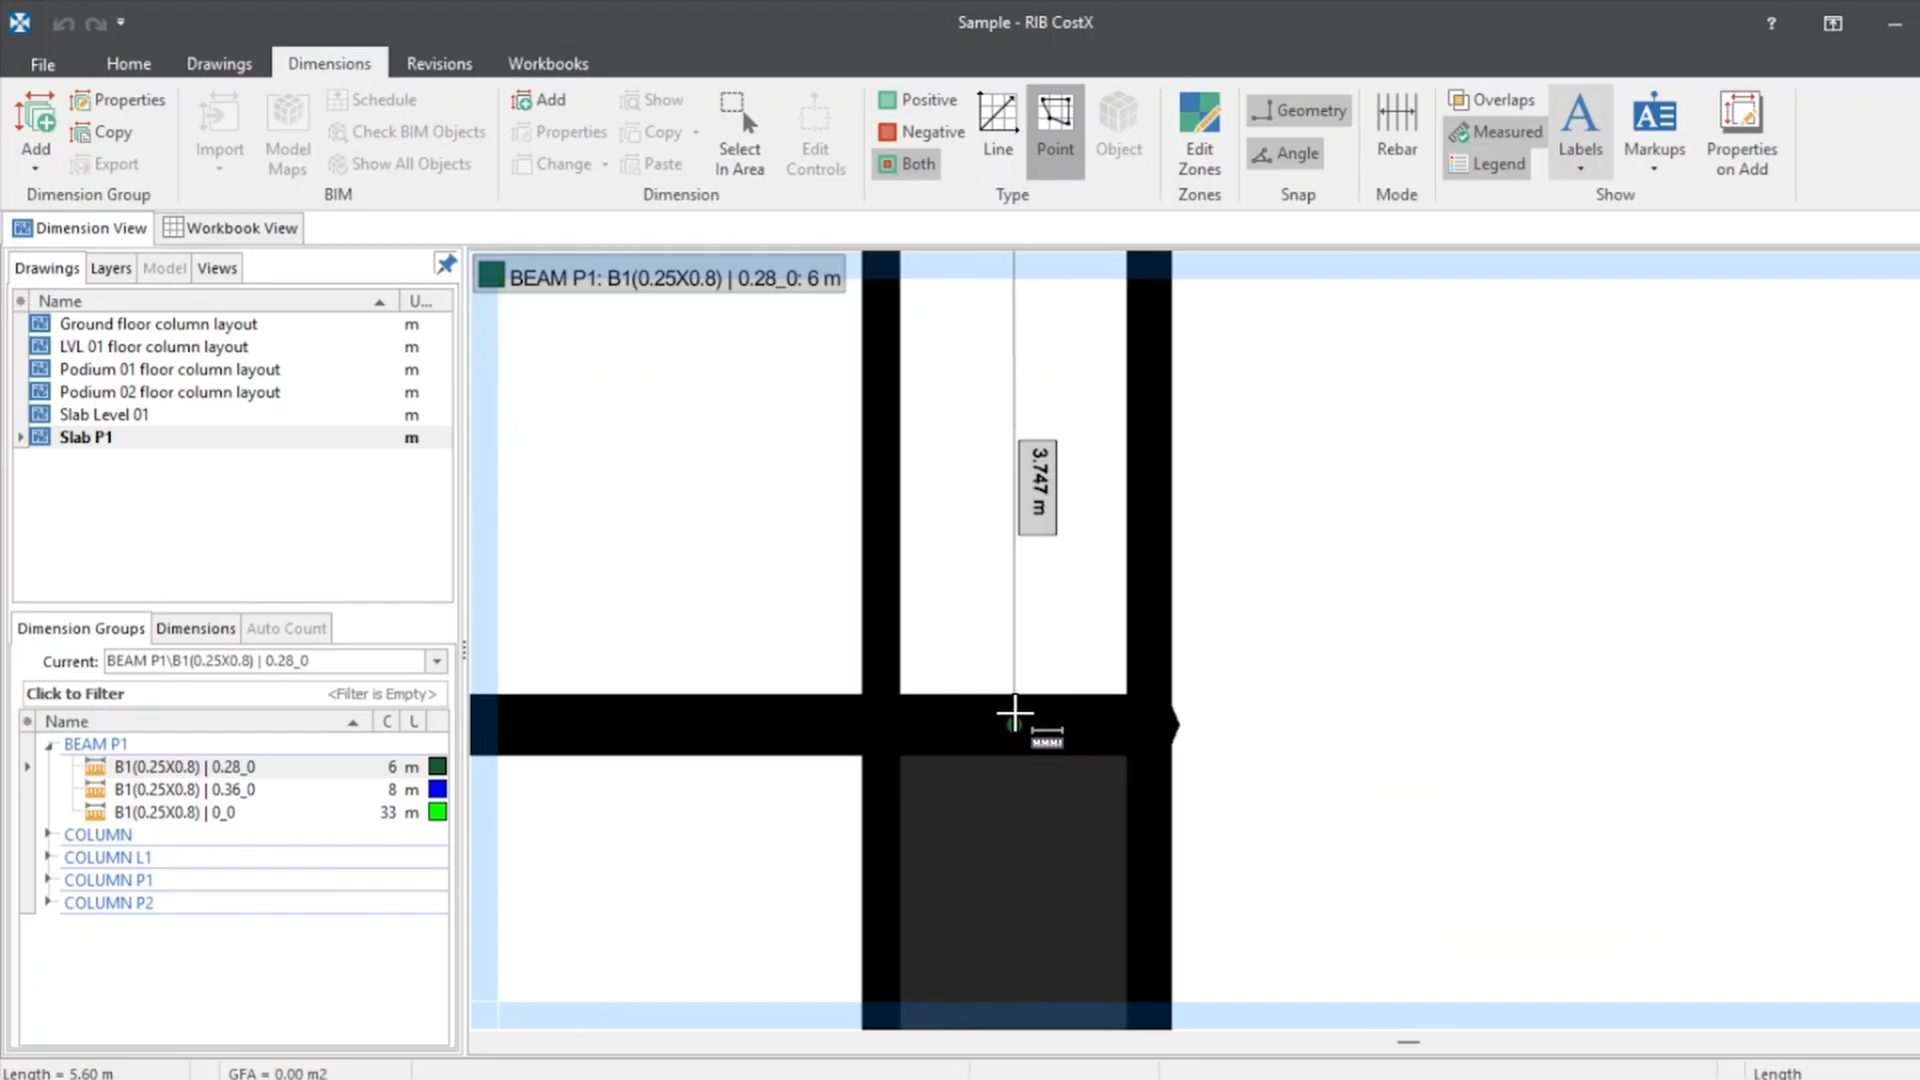 Sample - RIB CostX
?
File Home Drawings Dimensions Revisions Workbooks
Add
Properties
Copy
Export
Dimension Group
Import
Model Maps
Schedule
Check BIM Objects
Show All Objects
BIM
Add
Properties
Change
Show
Copy
Paste
Select In Area
Edit Controls
Dimension
Positive
Negative
Both
Line
Point
Object
Type
Edit Zones
Zones
Geometry
Angle
Snap
Rebar
Mode
Overlaps
Measured
Legend
Labels
Markups
Properties on Add
Show
Dimension View Workbook View
Drawings Layers Model Views
Name U...
Ground floor column layout m
LVL 01 floor column layout m
Podium 01 floor column layout m
Podium 02 floor column layout m
Slab Level 01 m
Slab P1 m
Dimension Groups Dimensions Auto Count
Current: BEAM P1\B1(0.25X0.8) | 0.28_0
Click to Filter <Filter is Empty>
Name C L
BEAM P1
B1(0.25X0.8) | 0.28_0 6 m
B1(0.25X0.8) | 0.36_0 8 m
B1(0.25X0.8) | 0_0 33 m
COLUMN
COLUMN L1
COLUMN P1
COLUMN P2
BEAM P1: B1(0.25X0.8) | 0.28_0: 6 m
3.747 m
Length = 5.60 m GFA = 0.00 m2 Length